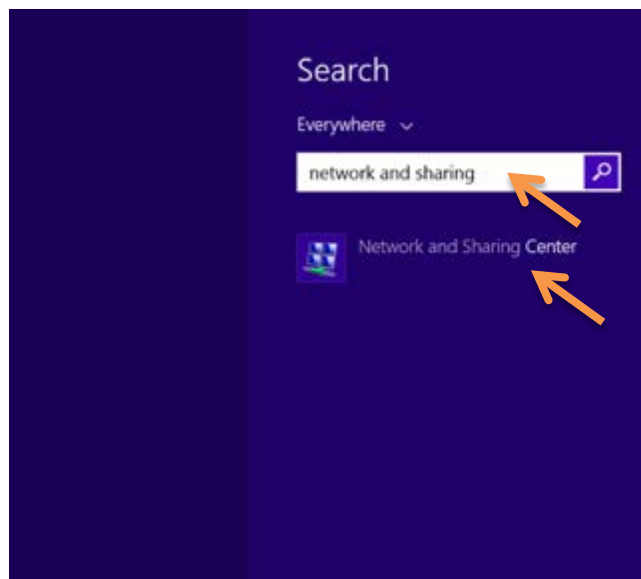 Search
Everywhere
network and sharing
Network and Sharing Center